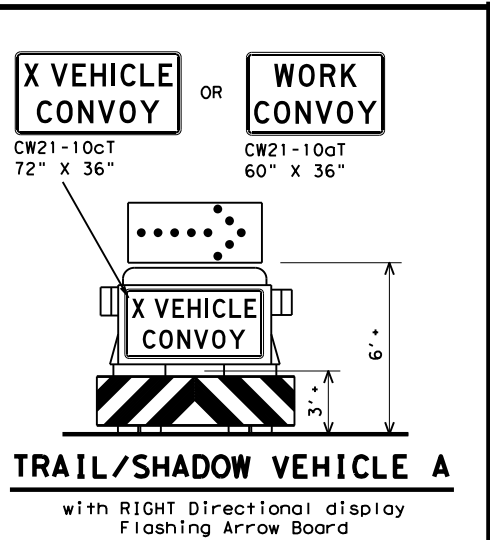 X VEHICLE
CONVOY
OR
WORK
CONVOY
CW21-10cT
72" X 36"
CW21-10aT
60" X 36"
X VEHICLE
CONVOY
6' +
3' +
TRAIL/SHADOW VEHICLE A
with RIGHT Directional display
Flashing Arrow Board